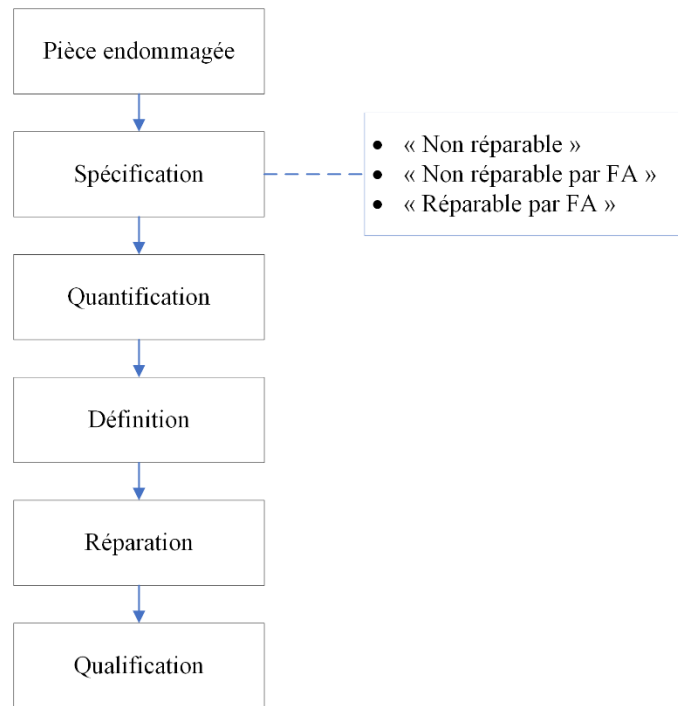 Pièce endommagée
Spécification
• « Non réparable »
• « Non réparable par FA »
• « Réparable par FA »
Quantification
Définition
Réparation
Qualification